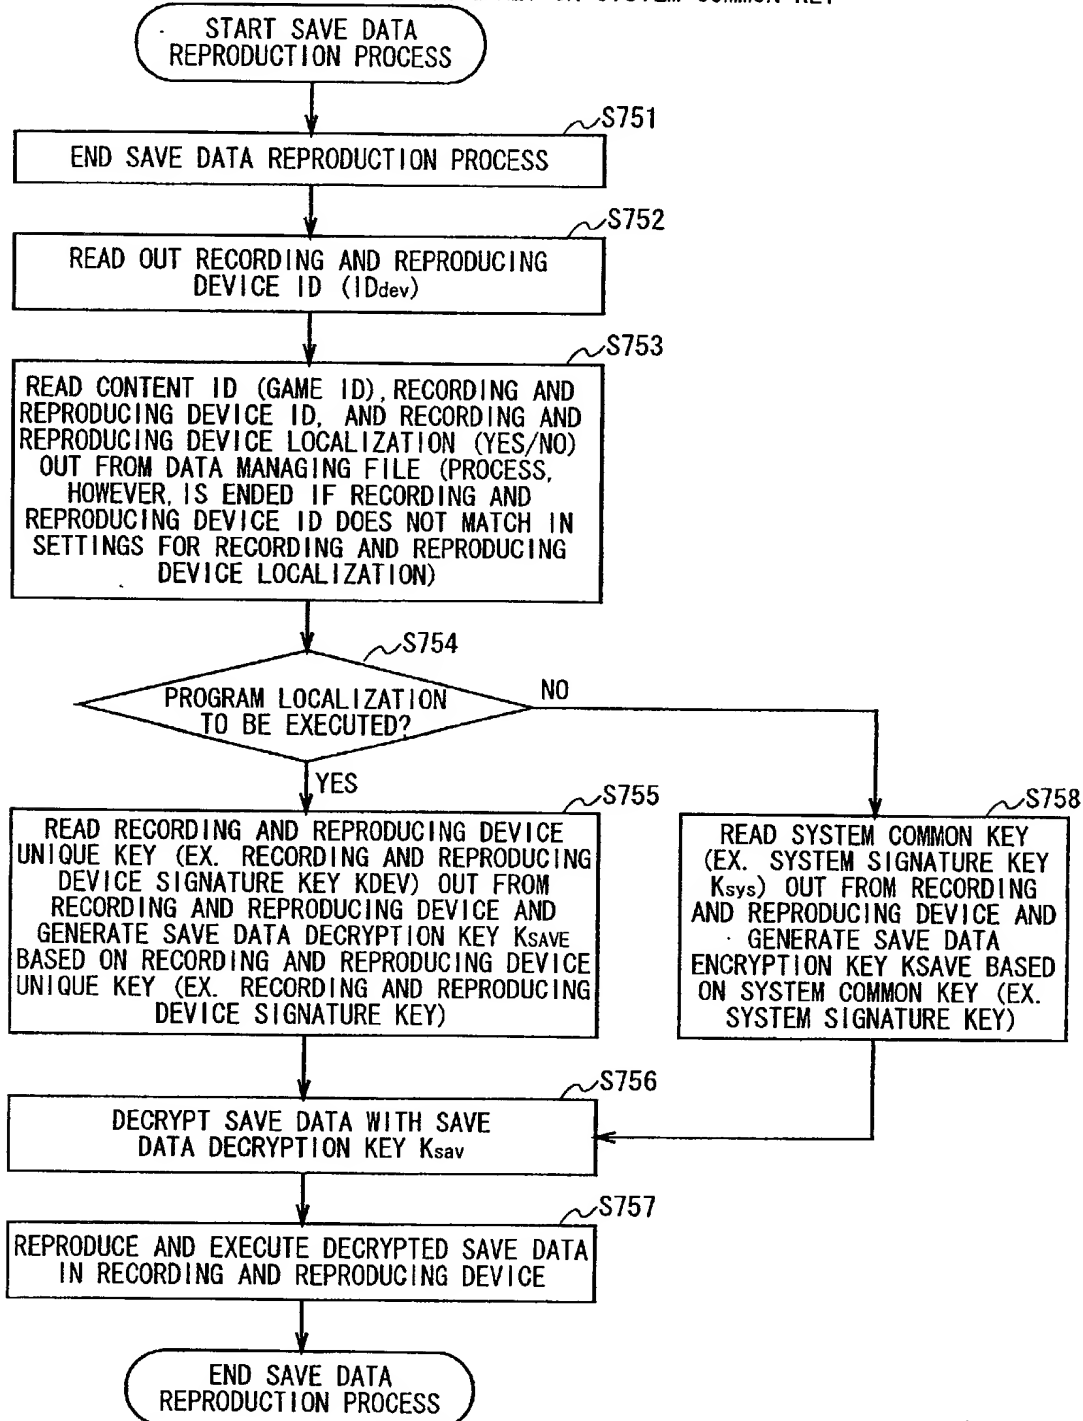 ON SYSTEM COMMON KEY
START SAVE DATA
REPRODUCTION PROCESS
S751
END SAVE DATA REPRODUCTION PROCESS
S752
READ OUT RECORDING AND REPRODUCING
DEVICE ID (IDdev)
S753
READ CONTENT ID (GAME ID), RECORDING AND
REPRODUCING DEVICE ID, AND RECORDING AND
REPRODUCING DEVICE LOCALIZATION (YES/NO)
OUT FROM DATA MANAGING FILE (PROCESS,
HOWEVER, IS ENDED IF RECORDING AND
REPRODUCING DEVICE ID DOES NOT MATCH IN
SETTINGS FOR RECORDING AND REPRODUCING
DEVICE LOCALIZATION)
S754
PROGRAM LOCALIZATION
TO BE EXECUTED?
NO
YES
S755
READ RECORDING AND REPRODUCING DEVICE
UNIQUE KEY (EX. RECORDING AND REPRODUCING
DEVICE SIGNATURE KEY KDEV) OUT FROM
RECORDING AND REPRODUCING DEVICE AND
GENERATE SAVE DATA DECRYPTION KEY KSAVE
BASED ON RECORDING AND REPRODUCING DEVICE
UNIQUE KEY (EX. RECORDING AND REPRODUCING
DEVICE SIGNATURE KEY)
S758
READ SYSTEM COMMON KEY
(EX. SYSTEM SIGNATURE KEY
Ksys) OUT FROM RECORDING
AND REPRODUCING DEVICE AND
GENERATE SAVE DATA
ENCRYPTION KEY KSAVE BASED
ON SYSTEM COMMON KEY (EX.
SYSTEM SIGNATURE KEY)
S756
DECRYPT SAVE DATA WITH SAVE
DATA DECRYPTION KEY Ksav
S757
REPRODUCE AND EXECUTE DECRYPTED SAVE DATA
IN RECORDING AND REPRODUCING DEVICE
END SAVE DATA
REPRODUCTION PROCESS